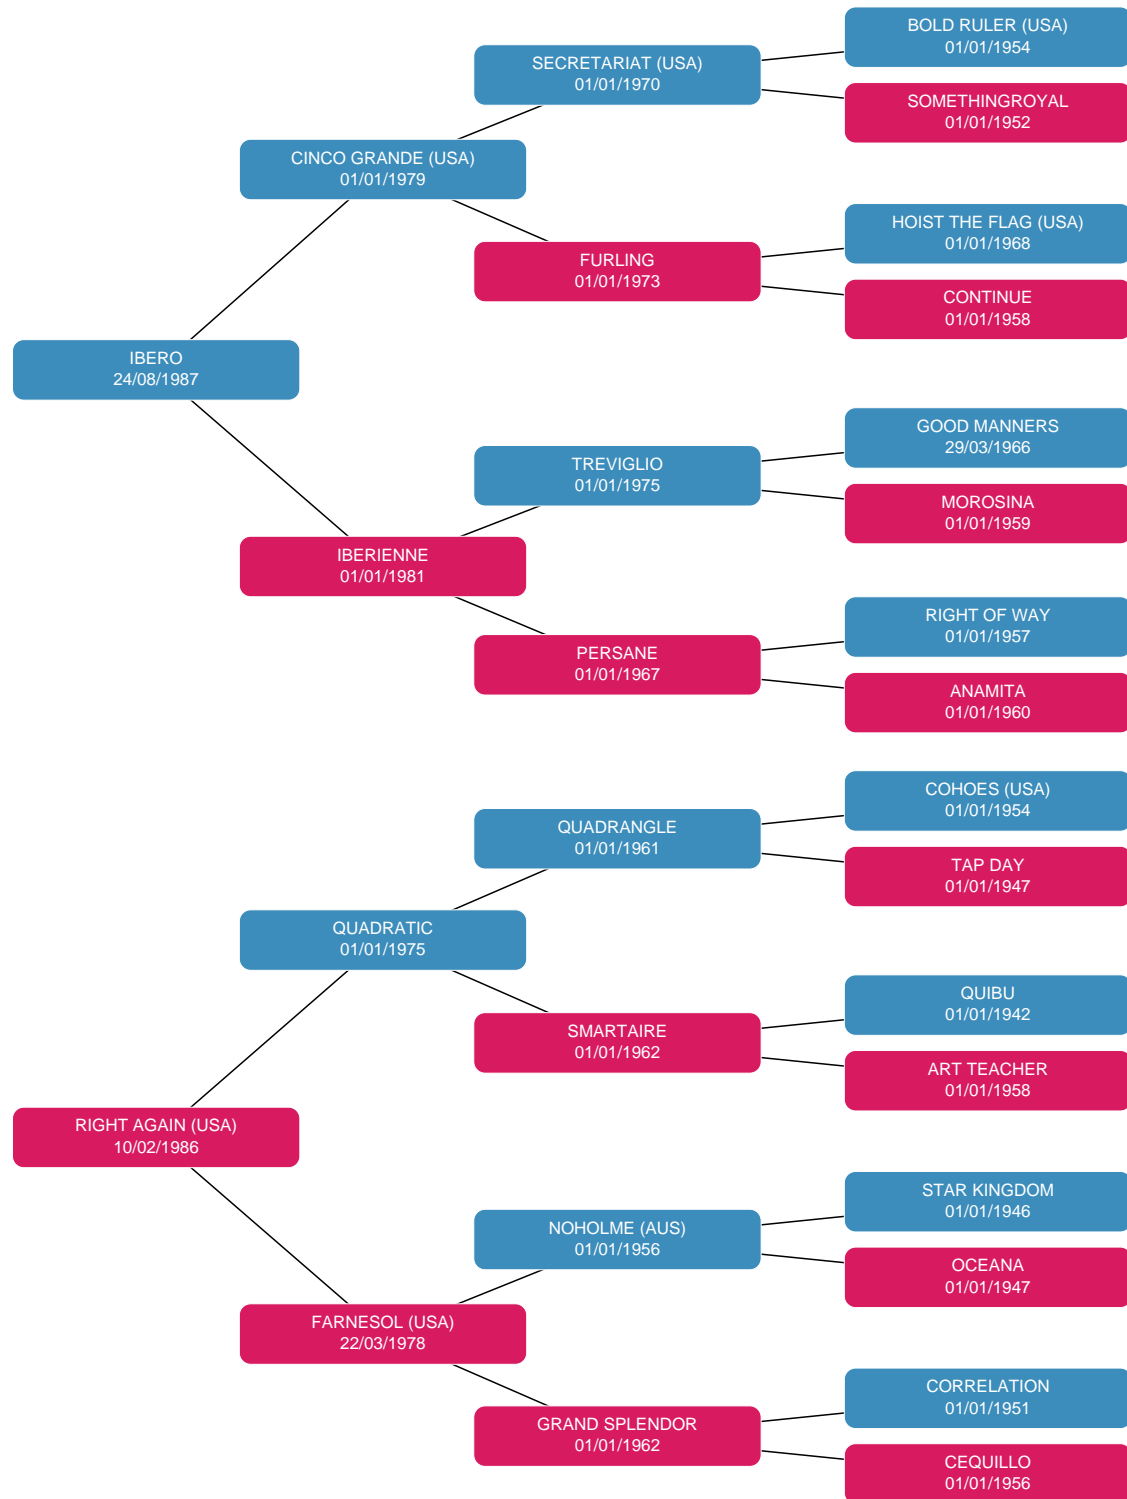 BOLD RULER (USA)
01/01/1954
SECRETARIAT (USA)
01/01/1970
SOMETHINGROYAL
01/01/1952
CINCO GRANDE (USA)
01/01/1979
HOIST THE FLAG (USA)
01/01/1968
FURLING
01/01/1973
CONTINUE
01/01/1958
IBERO
24/08/1987
GOOD MANNERS
29/03/1966
TREVIGLIO
01/01/1975
MOROSINA
01/01/1959
IBERIENNE
01/01/1981
RIGHT OF WAY
01/01/1957
PERSANE
01/01/1967
ANAMITA
01/01/1960
COHOES (USA)
01/01/1954
QUADRANGLE
01/01/1961
TAP DAY
01/01/1947
QUADRATIC
01/01/1975
QUIBU
01/01/1942
SMARTAIRE
01/01/1962
ART TEACHER
01/01/1958
RIGHT AGAIN (USA)
10/02/1986
STAR KINGDOM
01/01/1946
NOHOLME (AUS)
01/01/1956
OCEANA
01/01/1947
FARNESOL (USA)
22/03/1978
CORRELATION
01/01/1951
GRAND SPLENDOR
01/01/1962
CEQUILLO
01/01/1956